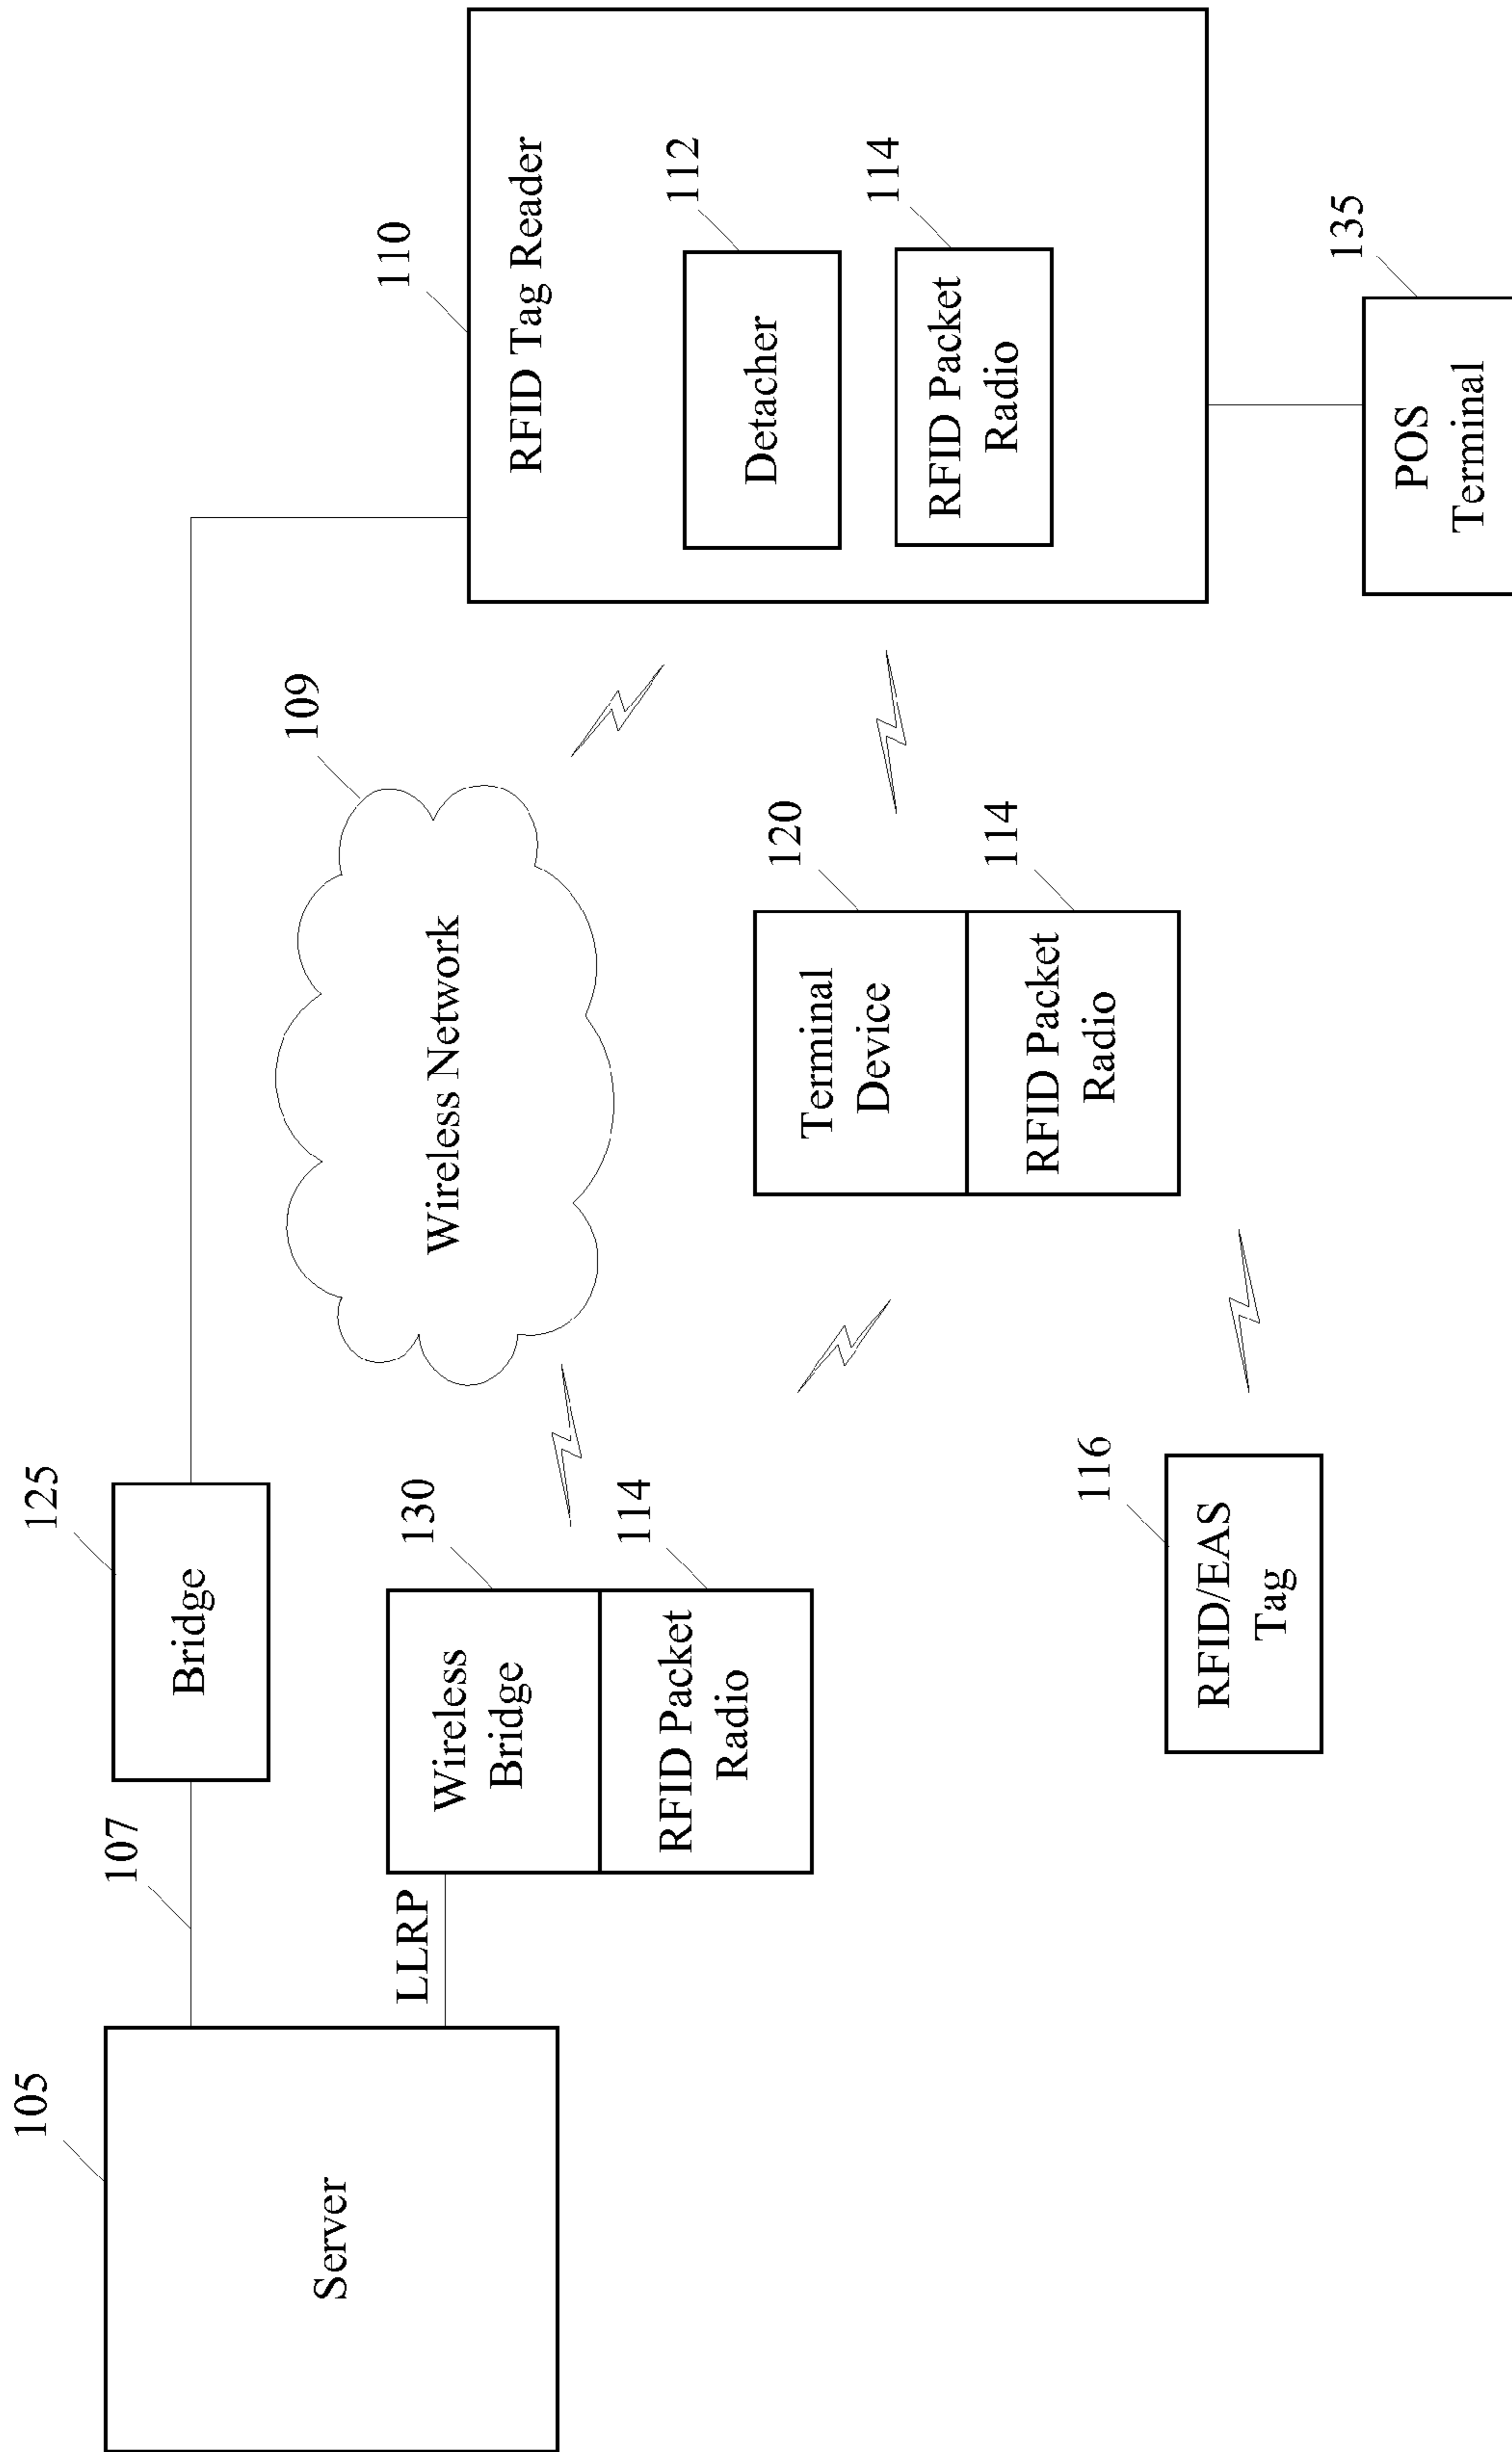 105
Server
107
LLRP
125
Bridge
130
Wireless
Bridge
114
RFID Packet
Radio
109
Wireless Network
116
RFID/EAS
Tag
120
Terminal
Device
114
RFID Packet
Radio
110
RFID Tag Reader
112
Detacher
114
RFID Packet
Radio
135
POS
Terminal